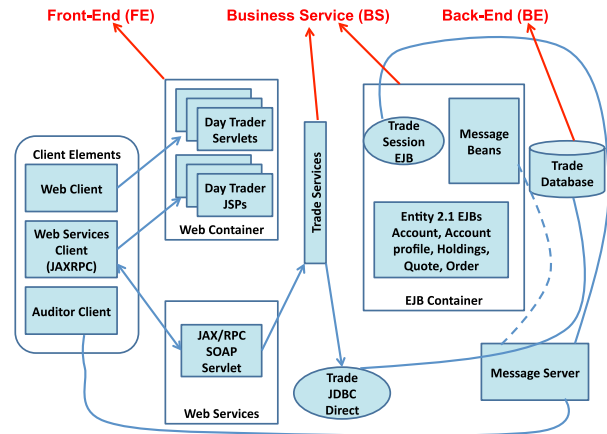 Front-End (FE)
Business Service (BS)
Back-End (BE)
Client Elements
Web Client
Web Services
Client
(JAXRPC)
Auditor Client
Day Trader
Servlets
Day Trader
JSPs
Web Container
JAX/RPC
SOAP
Servlet
Web Services
Trade Services
Trade
JDBC
Direct
Trade
Session
EJB
Message
Beans
Entity 2.1 EJBs
Account, Account
profile, Holdings,
Quote, Order
EJB Container
Trade
Database
Message Server